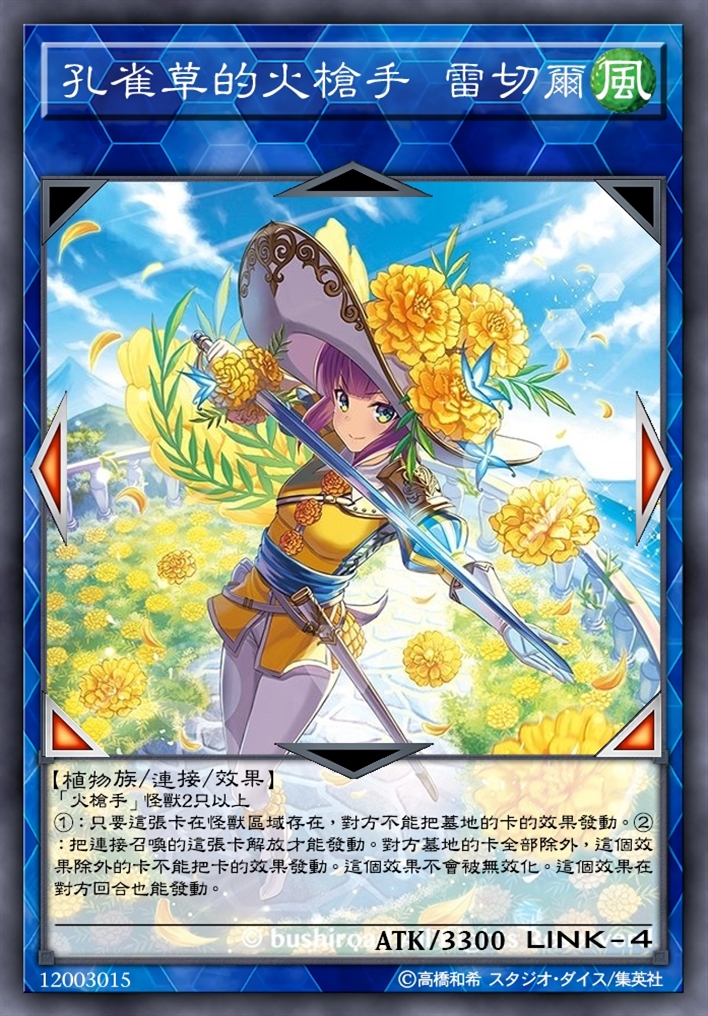 孔雀草的火槍手 雷切爾
風
【植物族/連接/效果】
「火槍手」怪獸2只以上
①：只要這張卡在怪獸區域存在，對方不能把墓地的卡的效果發動。②
：把連接召喚的這張卡解放才能發動。對方墓地的卡全部除外，這個效
果除外的卡不能把卡的效果發動。這個效果不會被無效化。這個效果在
對方回合也能發動。
© bushiroa
ATK/3300 LINK-4
12003015
©高橋和希 スタジオ・ダイス/集英社